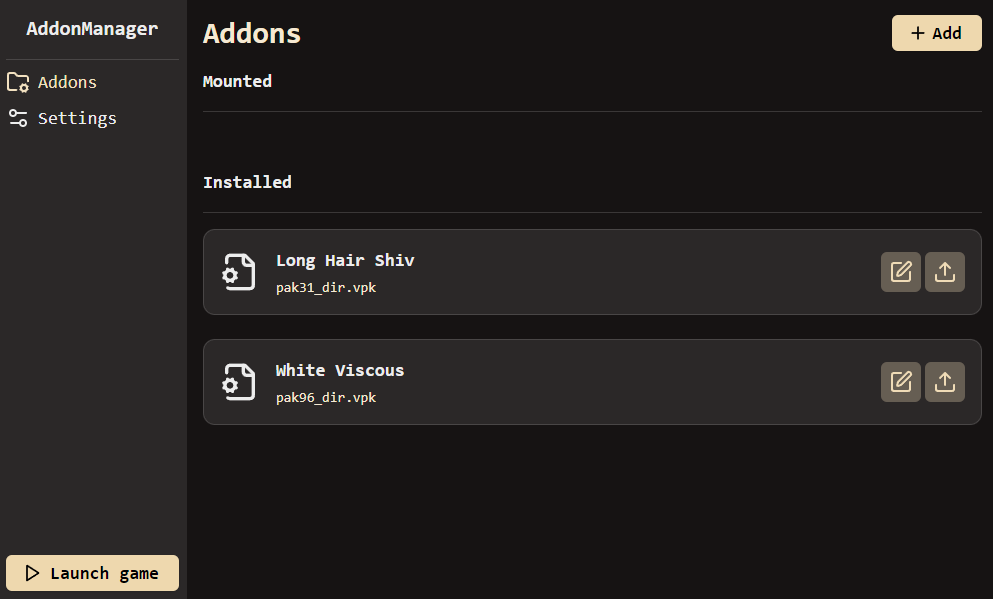 AddonManager
Addons
Settings
Launch game
Addons
Add
Mounted
Installed
Long Hair Shiv
pak31_dir.vpk
White Viscous
pak96_dir.vpk